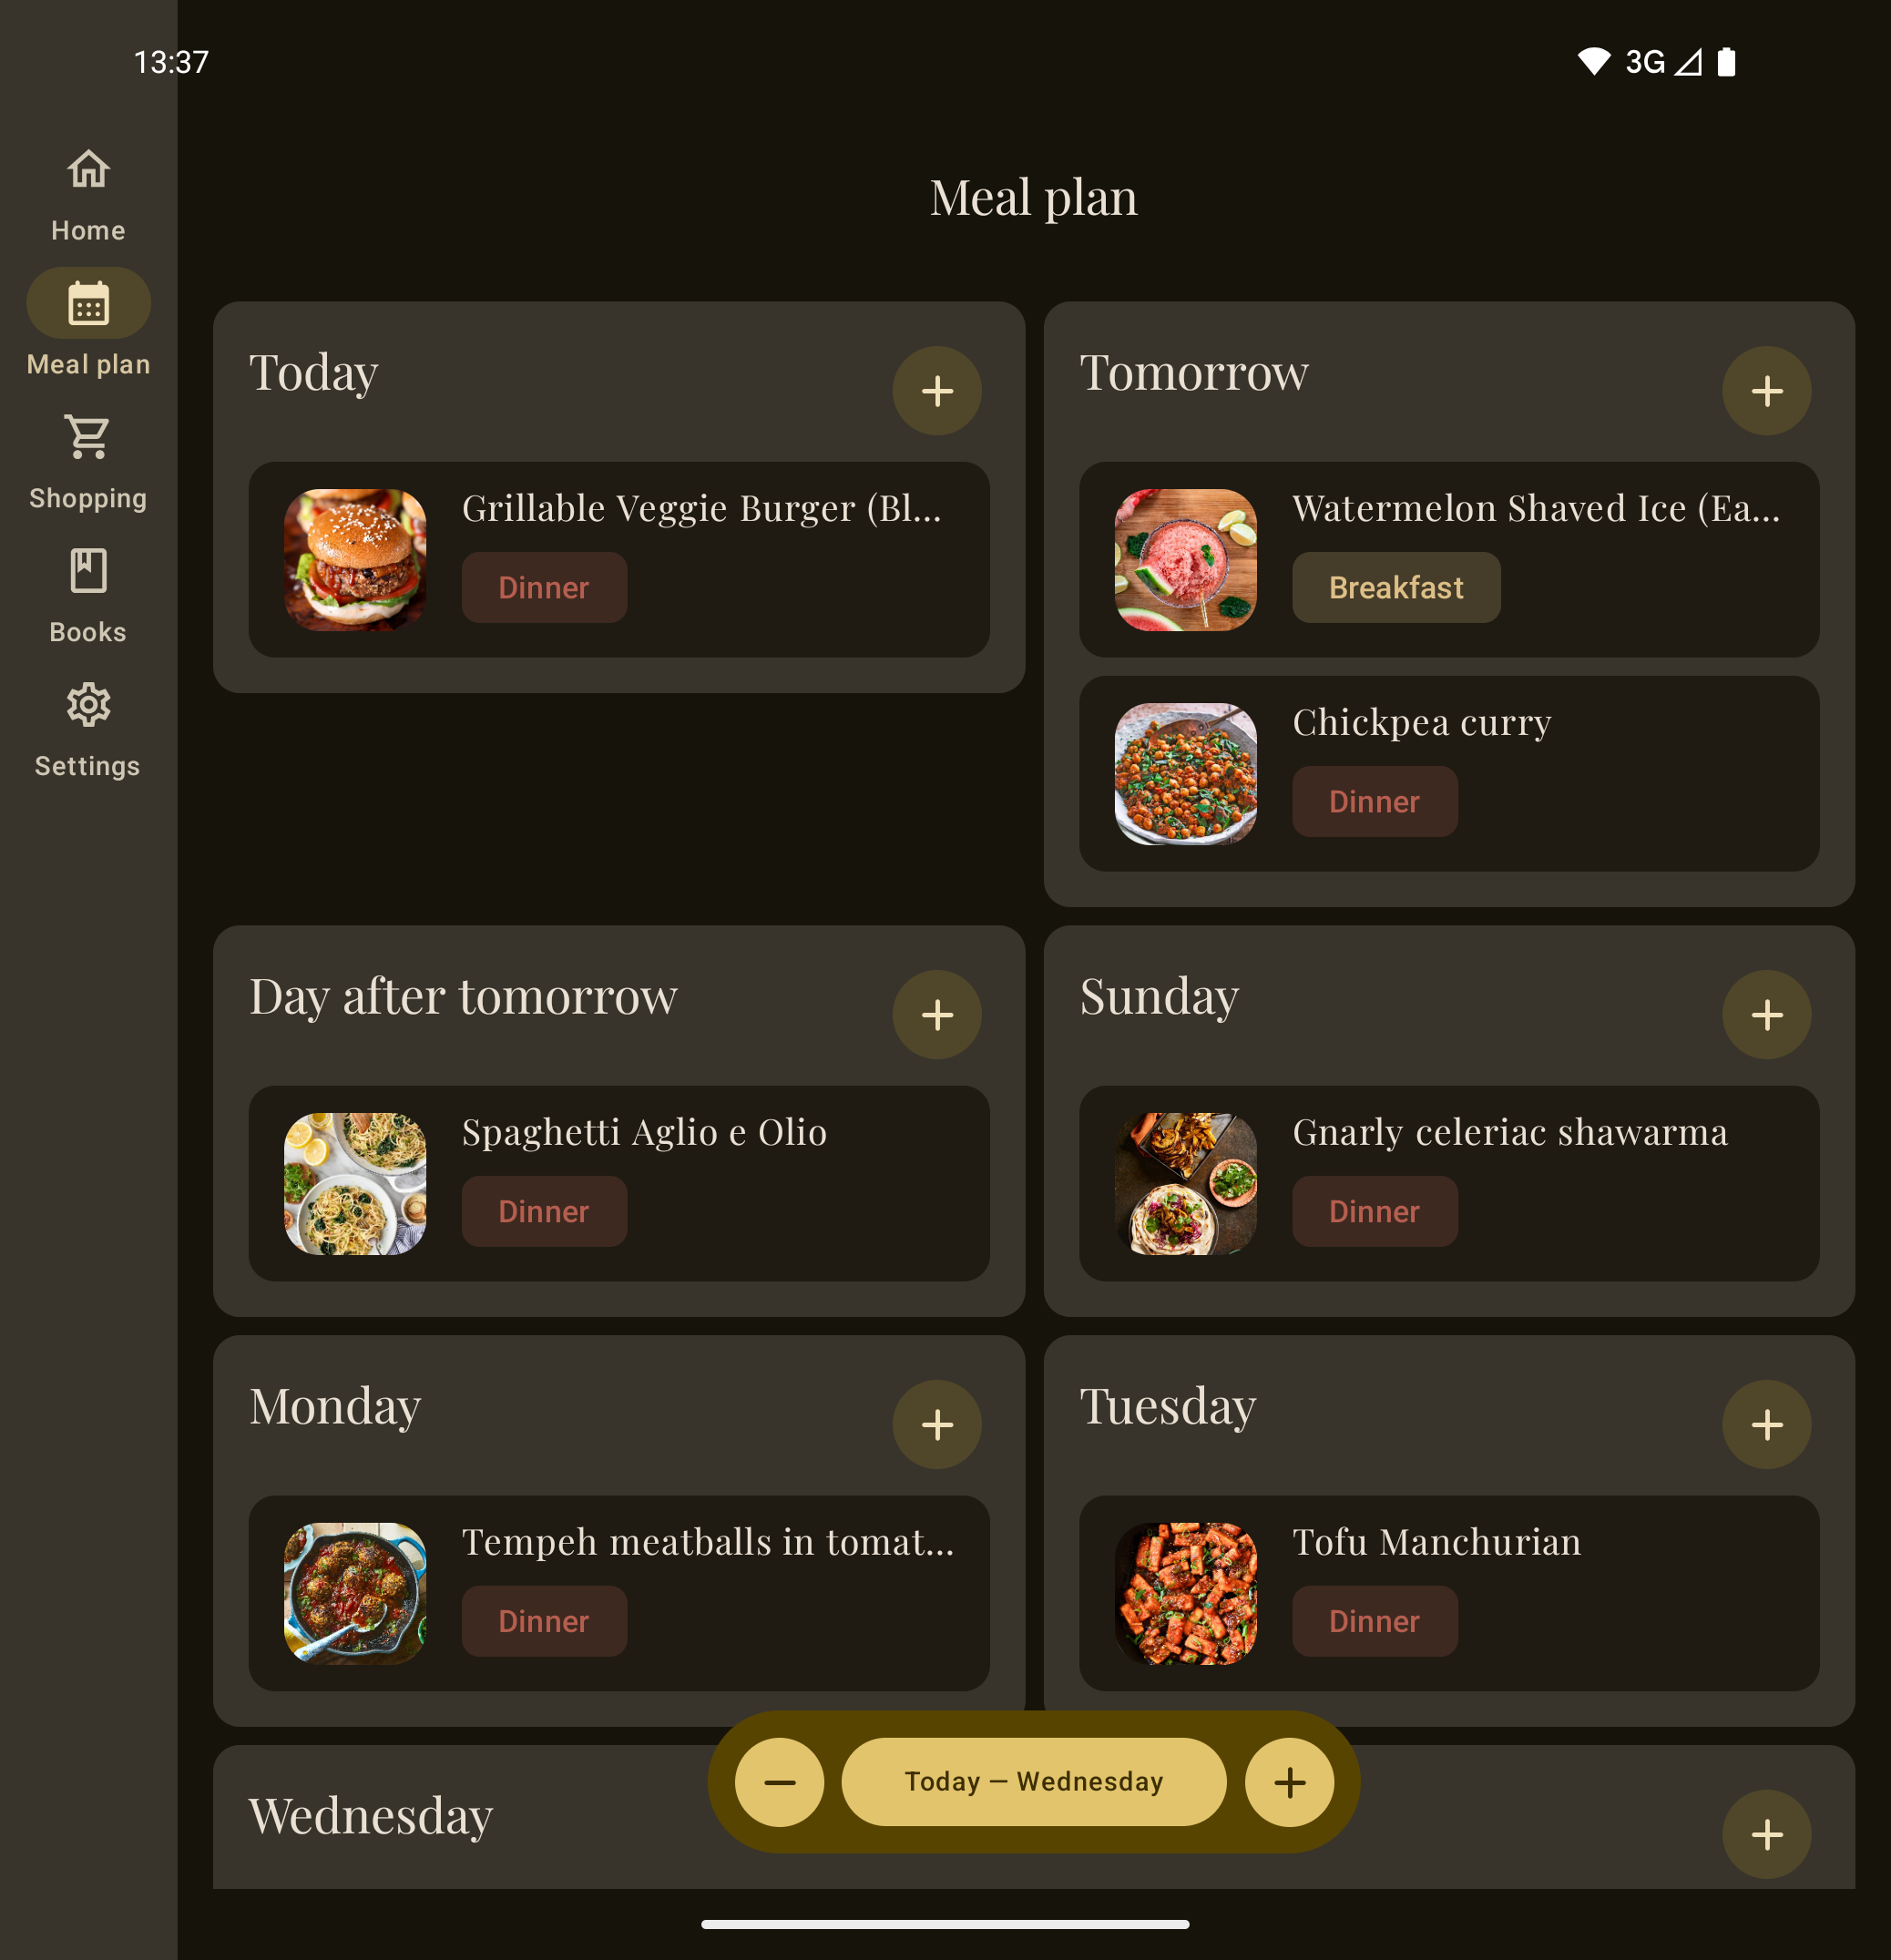 13:37
3G
Home
Meal plan
Shopping
Books
Settings
Meal plan
Today
Grillable Veggie Burger (Bl...
Dinner
Tomorrow
Watermelon Shaved Ice (Ea...
Breakfast
Chickpea curry
Dinner
Day after tomorrow
Spaghetti Aglio e Olio
Dinner
Sunday
Gnarly celeriac shawarma
Dinner
Monday
Tempeh meatballs in tomat...
Dinner
Tuesday
Tofu Manchurian
Dinner
Wednesday
Today — Wednesday